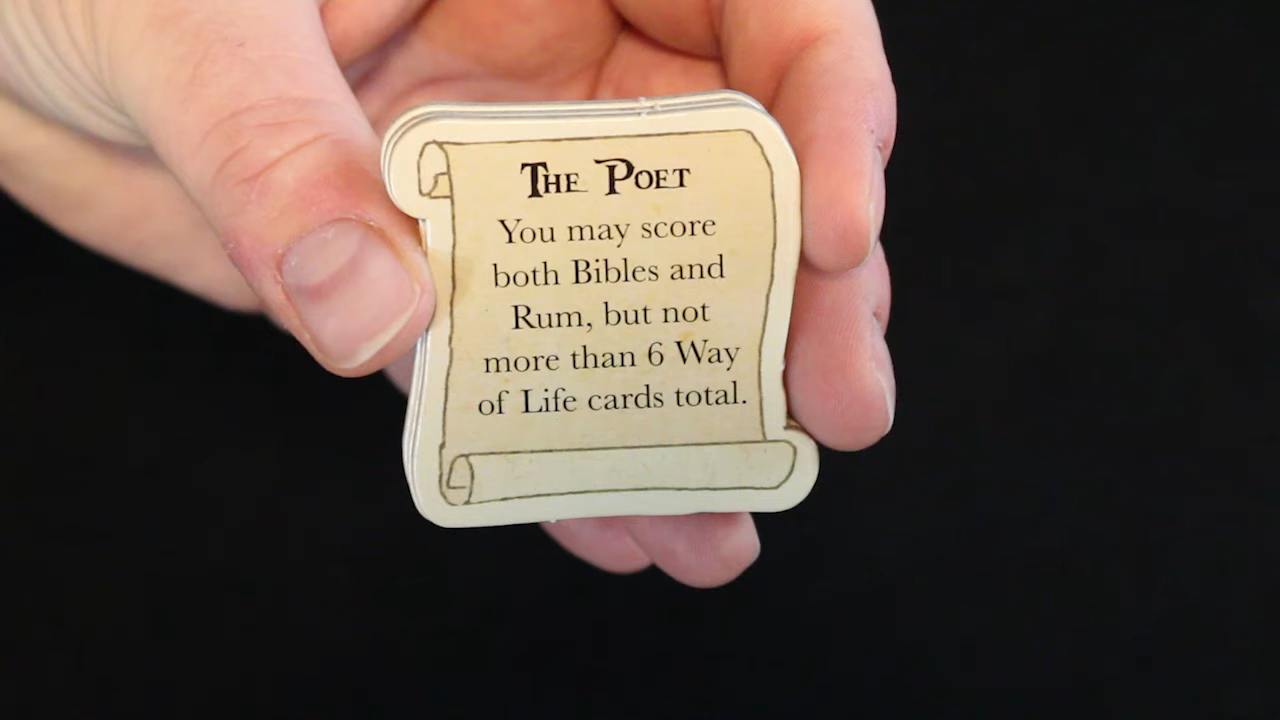 The Poet
You may score
both Bibles and
Rum, but not
more than 6 Way
of Life cards total.